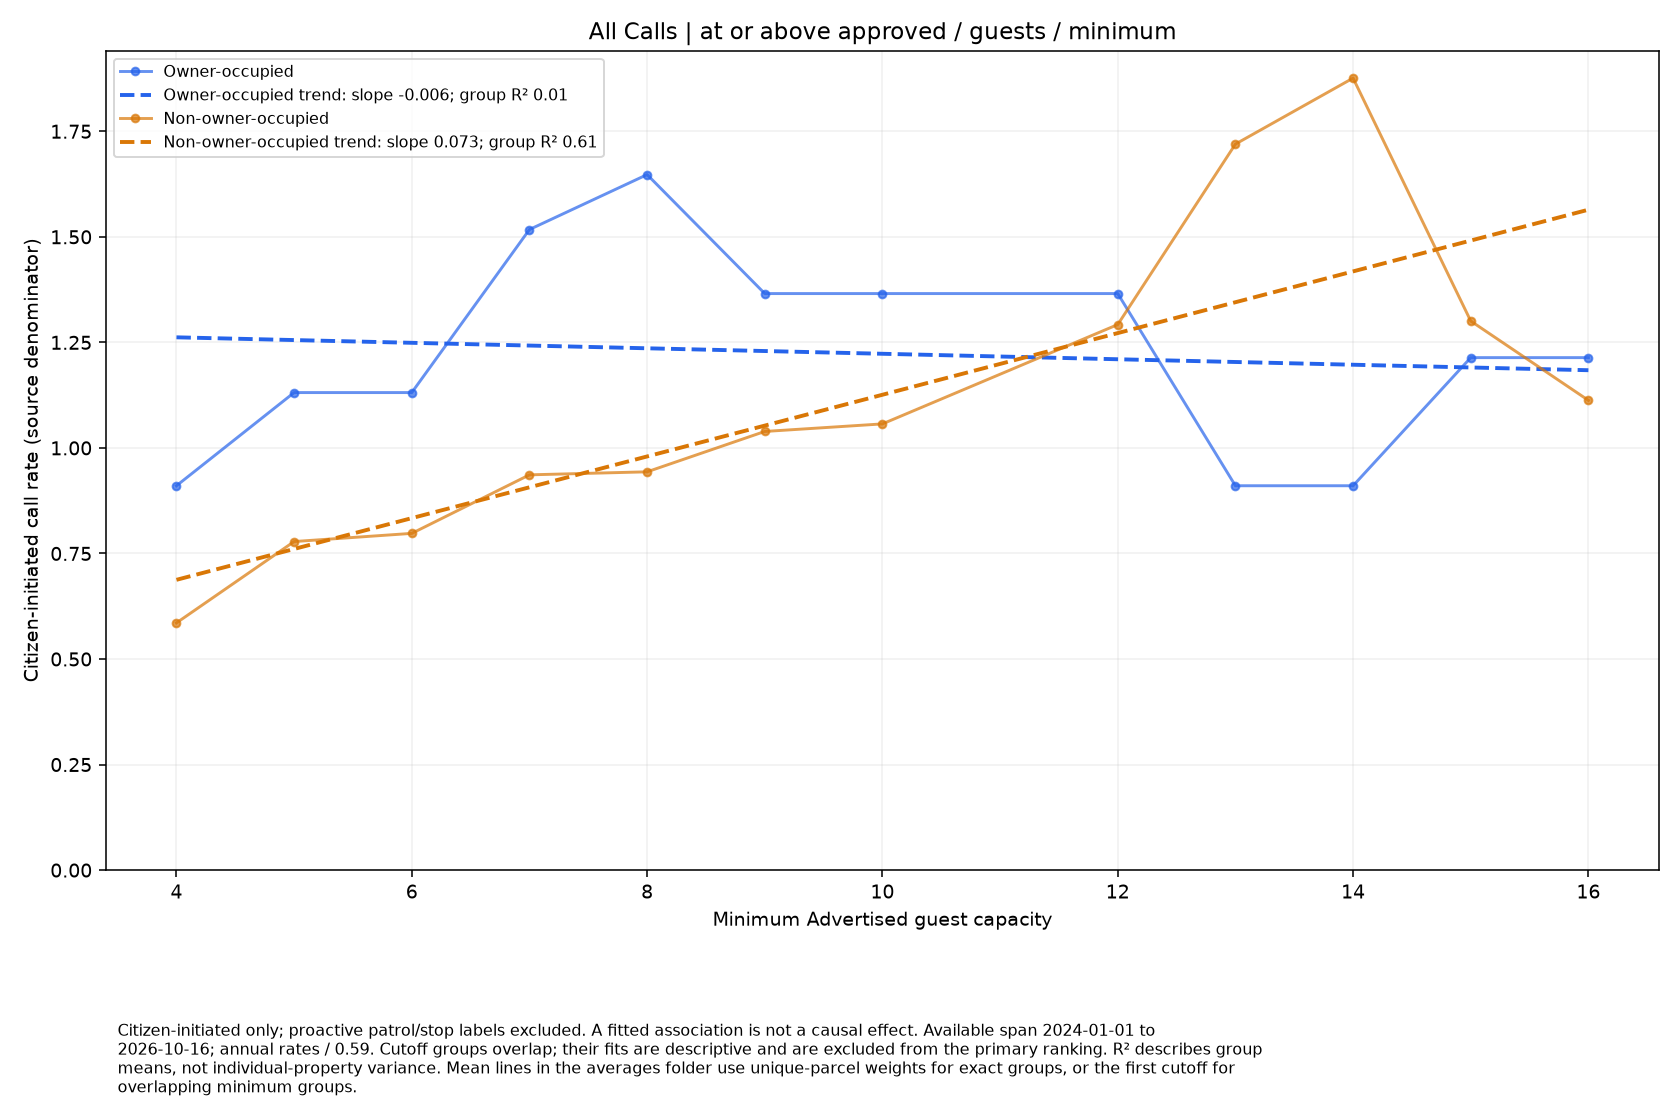 All Calls | at or above approved / guests / minimum
Owner-occupied
Owner-occupied trend: slope -0.006; group R² 0.01
Non-owner-occupied
Non-owner-occupied trend: slope 0.073; group R² 0.61
Citizen-initiated call rate (source denominator)
1.75
1.50
1.25
1.00
0.75
0.50
0.25
0.00
4 6 8 10 12 14 16
Minimum Advertised guest capacity
Citizen-initiated only; proactive patrol/stop labels excluded. A fitted association is not a causal effect. Available span 2024-01-01 to
2026-10-16; annual rates / 0.59. Cutoff groups overlap; their fits are descriptive and are excluded from the primary ranking. R² describes group
means, not individual-property variance. Mean lines in the averages folder use unique-parcel weights for exact groups, or the first cutoff for
overlapping minimum groups.